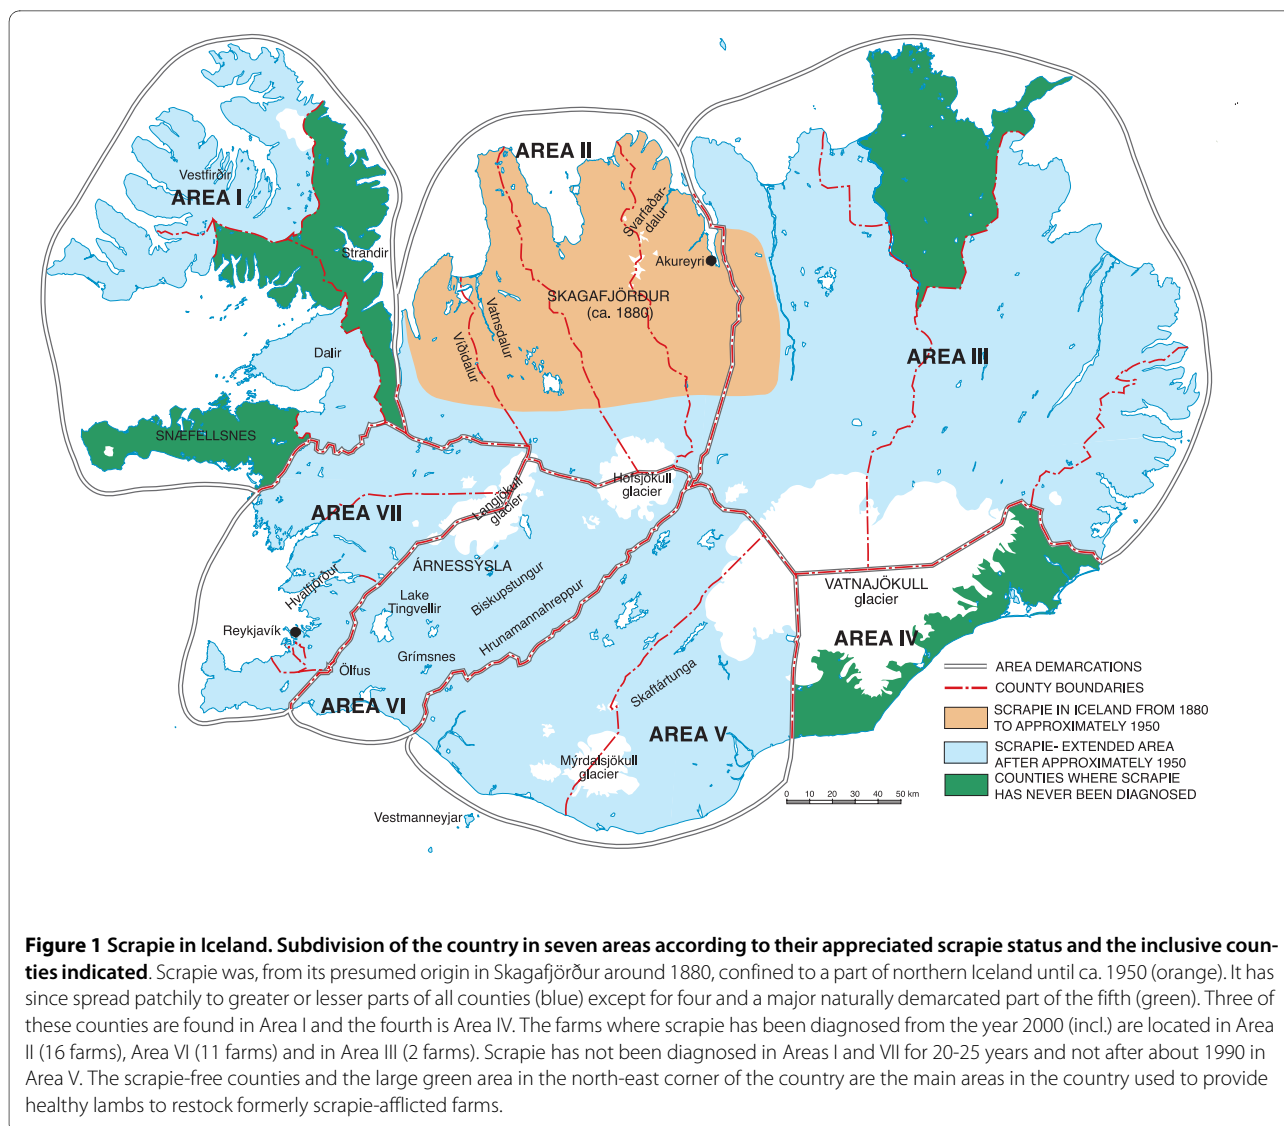 AREA II
Vestfirðir
AREA I
Svarfaðar-
dalur
Strandir
Akureyri
SKAGAFJÖRDUR
(ca. 1880)
Vatnsdalur
Víðidalur
Dalir
AREA III
SNÆFELLSNES
Hofsjökull
glacier
Langjökull
glacier
AREA VII
ÁRNESSÝSLA
Hvalfjörður
Biskupstungur
Lake
Tingvellir
Hrunamannahreppur
VATNAJÖKULL
glacier
Reykjavík
AREA IV
Grímsnes
Ölfus
Skaftártunga
AREA VI
AREA V
Mýrdalsjökull
glacier
Vestmanneyjar
AREA DEMARCATIONS
COUNTY BOUNDARIES
SCRAPIE IN ICELAND FROM 1880
TO APPROXIMATELY 1950
SCRAPIE- EXTENDED AREA
AFTER APPROXIMATELY 1950
COUNTIES WHERE SCRAPIE
HAS NEVER BEEN DIAGNOSED
0 10 20 30 40 50 km
Figure 1 Scrapie in Iceland. Subdivision of the country in seven areas according to their appreciated scrapie status and the inclusive coun-
ties indicated. Scrapie was, from its presumed origin in Skagafjörður around 1880, confined to a part of northern Iceland until ca. 1950 (orange). It has
since spread patchily to greater or lesser parts of all counties (blue) except for four and a major naturally demarcated part of the fifth (green). Three of
these counties are found in Area I and the fourth is Area IV. The farms where scrapie has been diagnosed from the year 2000 (incl.) are located in Area
II (16 farms), Area VI (11 farms) and in Area III (2 farms). Scrapie has not been diagnosed in Areas I and VII for 20-25 years and not after about 1990 in
Area V. The scrapie-free counties and the large green area in the north-east corner of the country are the main areas in the country used to provide
healthy lambs to restock formerly scrapie-afflicted farms.